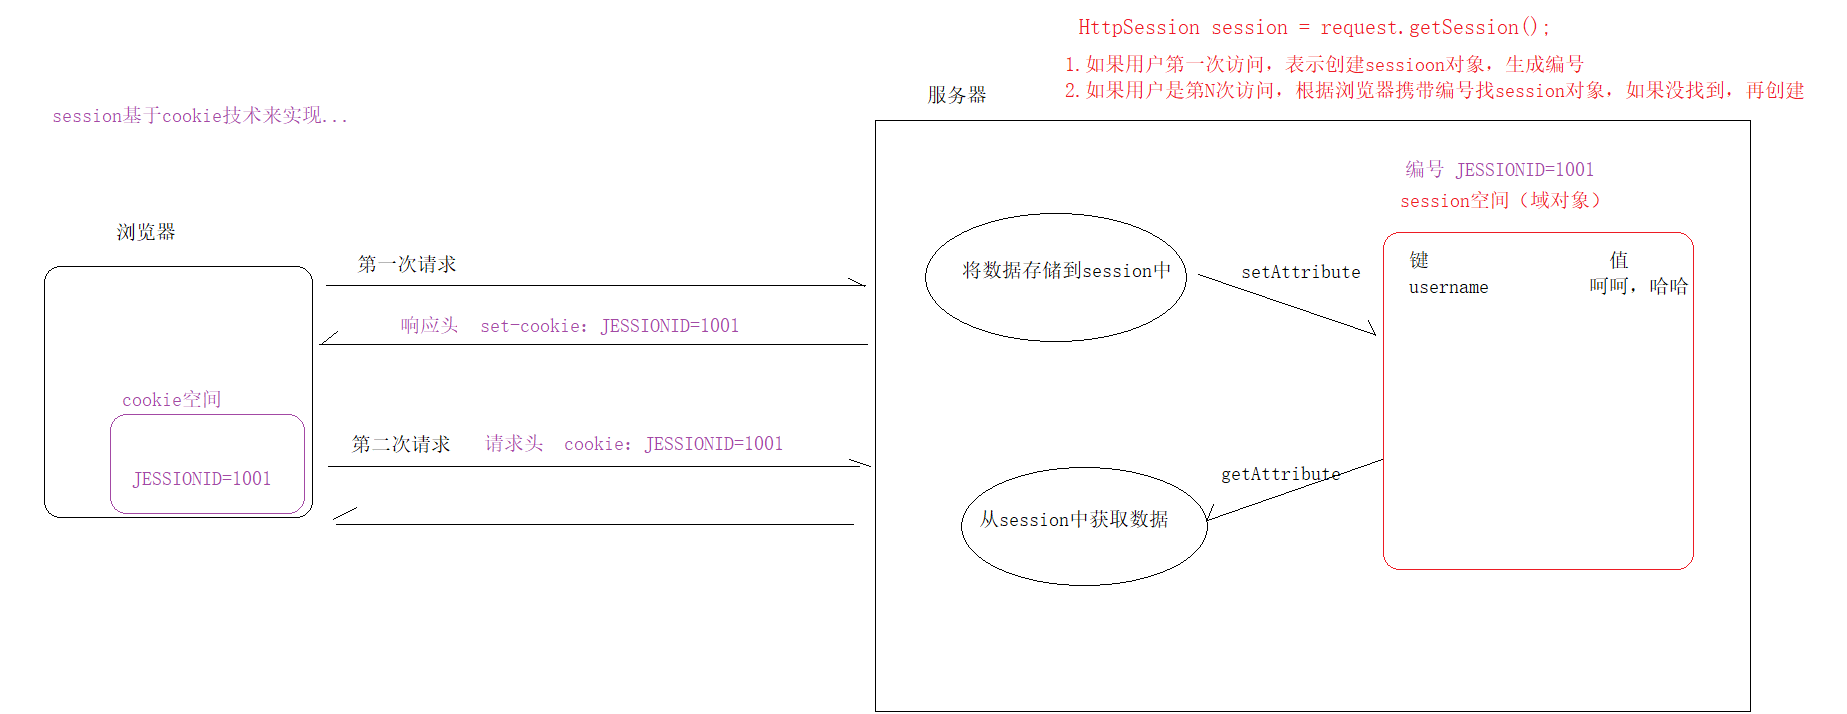 HttpSession session = request.getSession();
1.如果用户第一次访问，表示创建sessioon对象，生成编号
2.如果用户是第N次访问，根据浏览器携带编号找session对象，如果没找到，再创建
服务器
session基于cookie技术来实现...
编号 JESSIONID=1001
session空间（域对象）
浏览器
第一次请求
将数据存储到session中
setAttribute
键 值
username 呵呵，哈哈
响应头 set-cookie：JESSIONID=1001
cookie空间
第二次请求 请求头 cookie：JESSIONID=1001
JESSIONID=1001
getAttribute
从session中获取数据